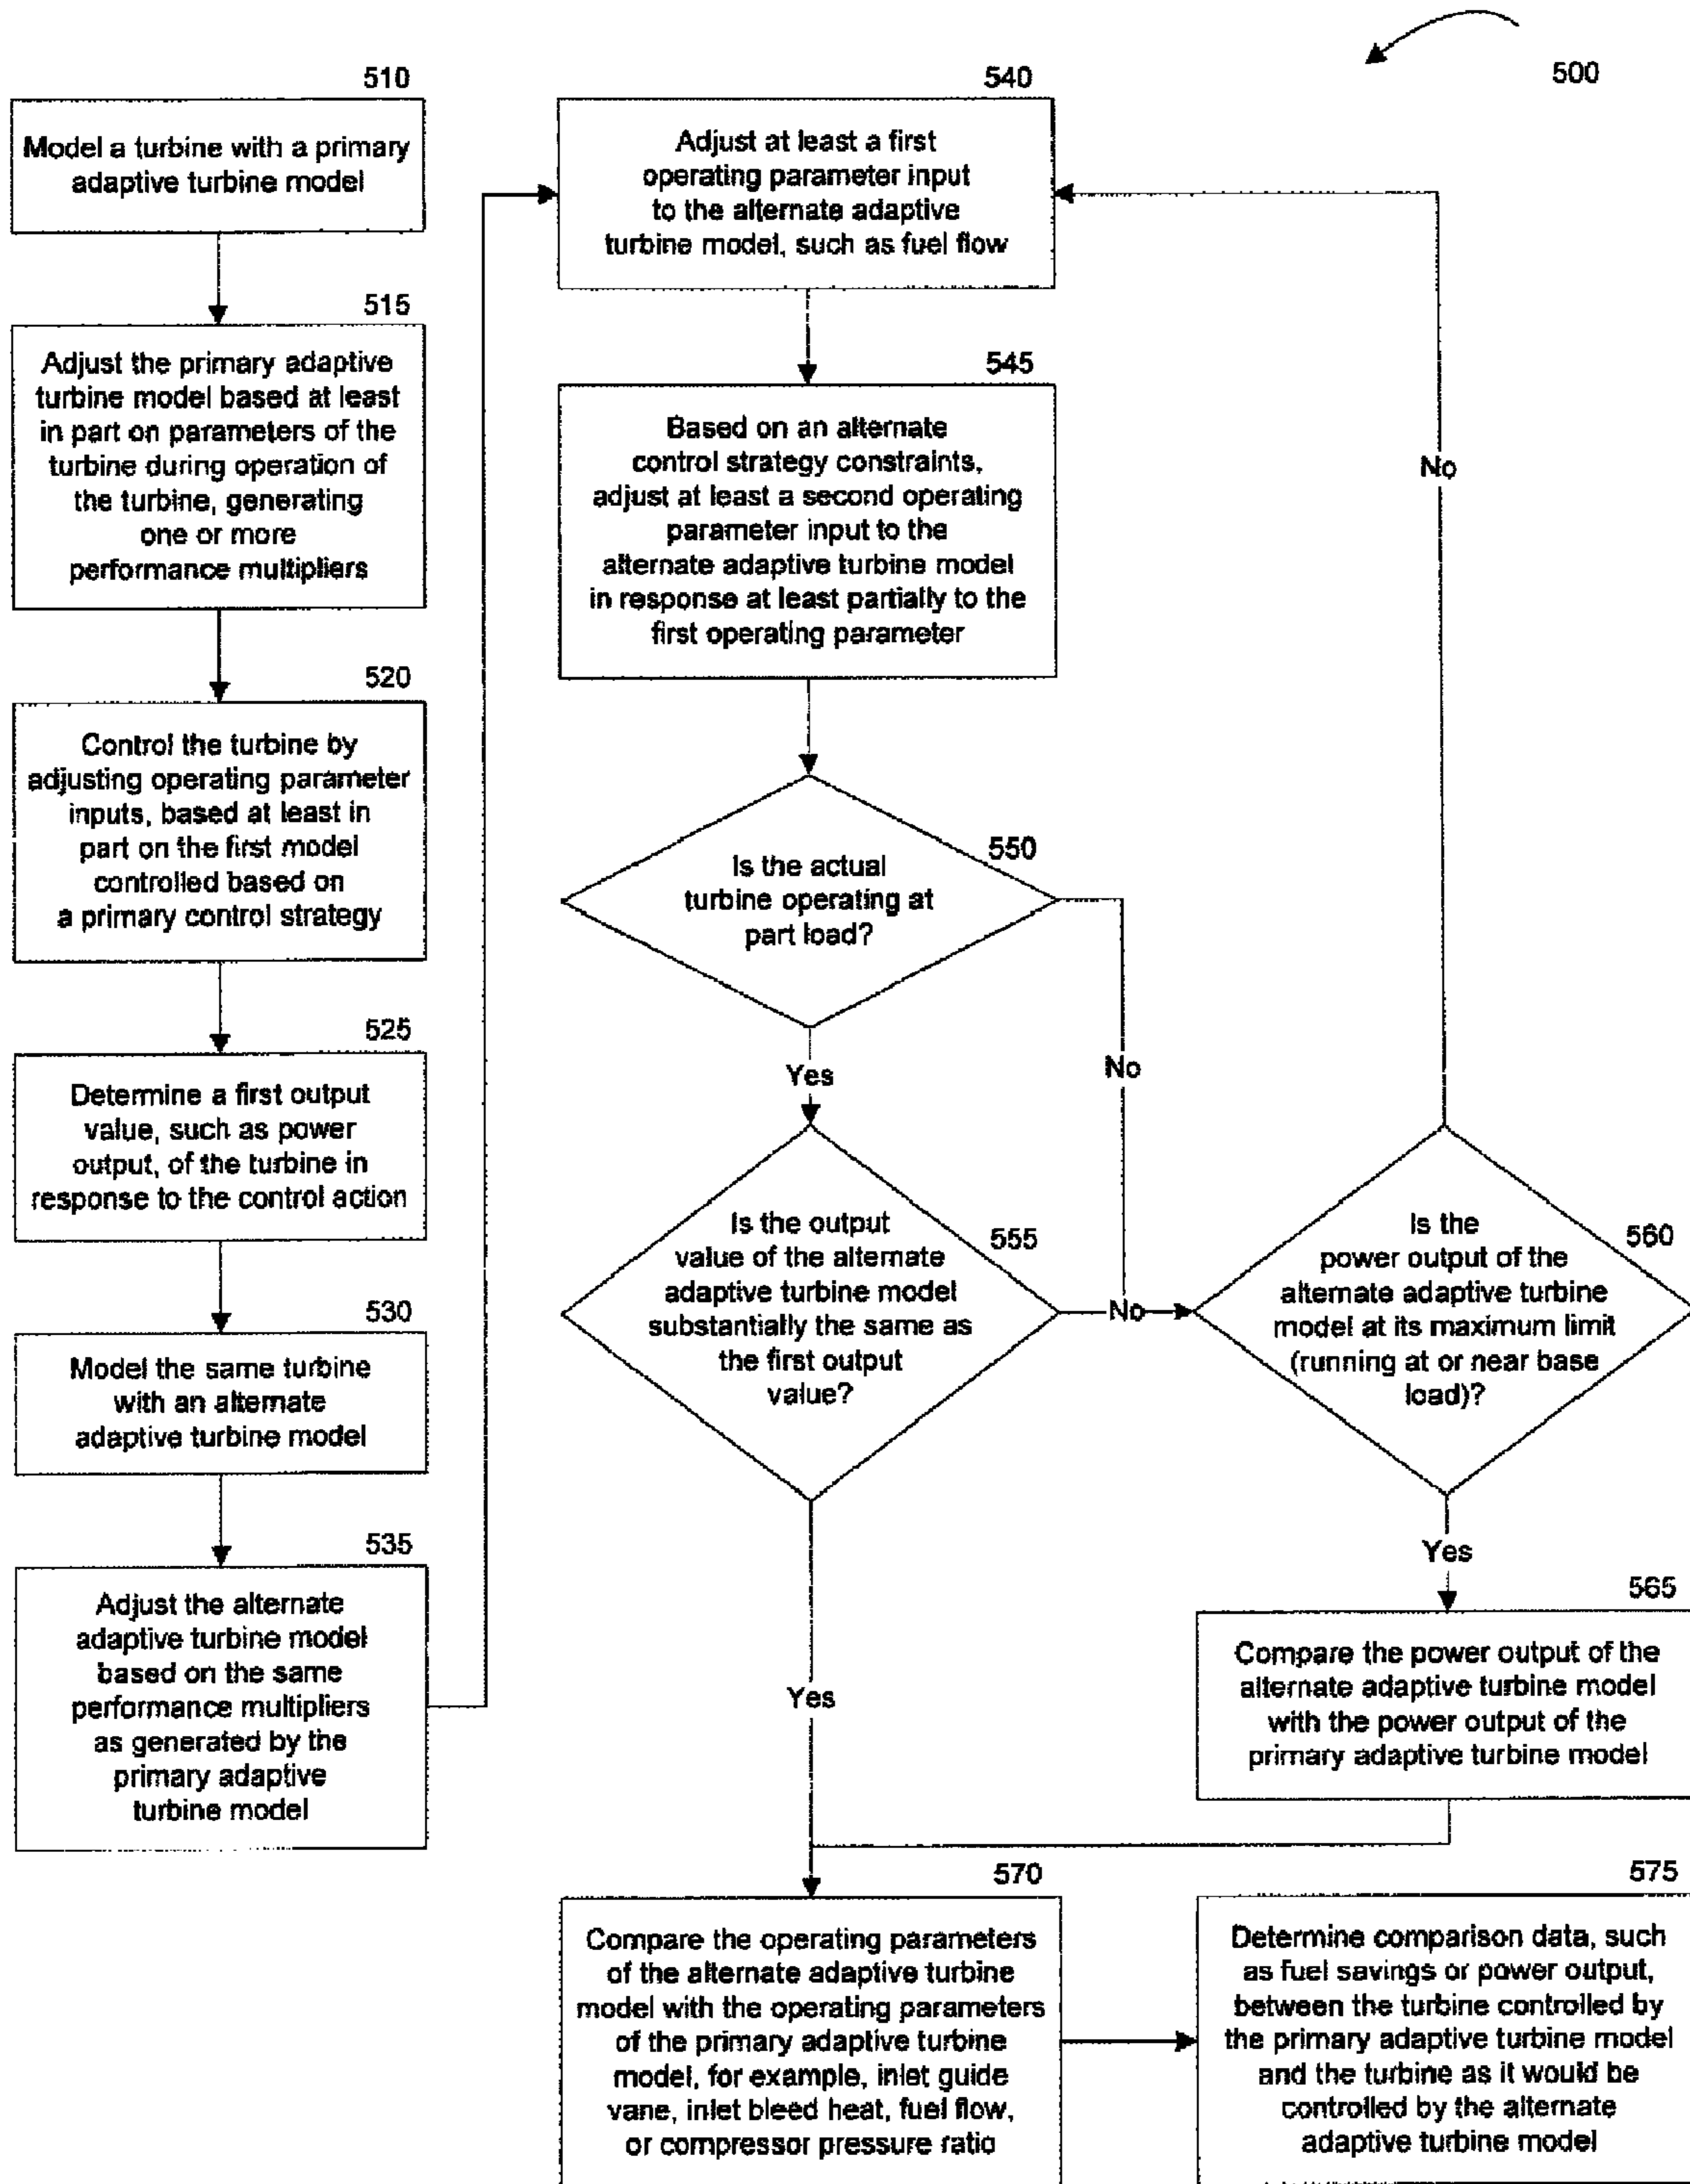 500
510
Model a turbine with a primary
adaptive turbine model
515
Adjust the primary adaptive
turbine model based at least
in part on parameters of the
turbine during operation of
the turbine, generating
one or more
performance multipliers
520
Control the turbine by
adjusting operating parameter
inputs, based at least in
part on the first model
controlled based on
a primary control strategy
525
Determine a first output
value, such as power
output, of the turbine in
response to the control action
530
Model the same turbine
with an alternate
adaptive turbine model
535
Adjust the alternate
adaptive turbine model
based on the same
performance multipliers
as generated by the
primary adaptive
turbine model
540
Adjust at least a first
operating parameter input
to the alternate adaptive
turbine model, such as fuel flow
545
Based on an alternate
control strategy constraints,
adjust at least a second operating
parameter input to the
alternate adaptive turbine model
in response at least partially to the
first operating parameter
550
Is the actual
turbine operating at
part load?
Yes
No
555
Is the output
value of the alternate
adaptive turbine model
substantially the same as
the first output
value?
No
Yes
560
Is the
power output of the
alternate adaptive turbine
model at its maximum limit
(running at or near base
load)?
No
Yes
565
Compare the power output of the
alternate adaptive turbine model
with the power output of the
primary adaptive turbine model
570
Compare the operating parameters
of the alternate adaptive turbine
model with the operating parameters
of the primary adaptive turbine
model, for example, inlet guide
vane, inlet bleed heat, fuel flow,
or compressor pressure ratio
575
Determine comparison data, such
as fuel savings or power output,
between the turbine controlled by
the primary adaptive turbine model
and the turbine as it would be
controlled by the alternate
adaptive turbine model